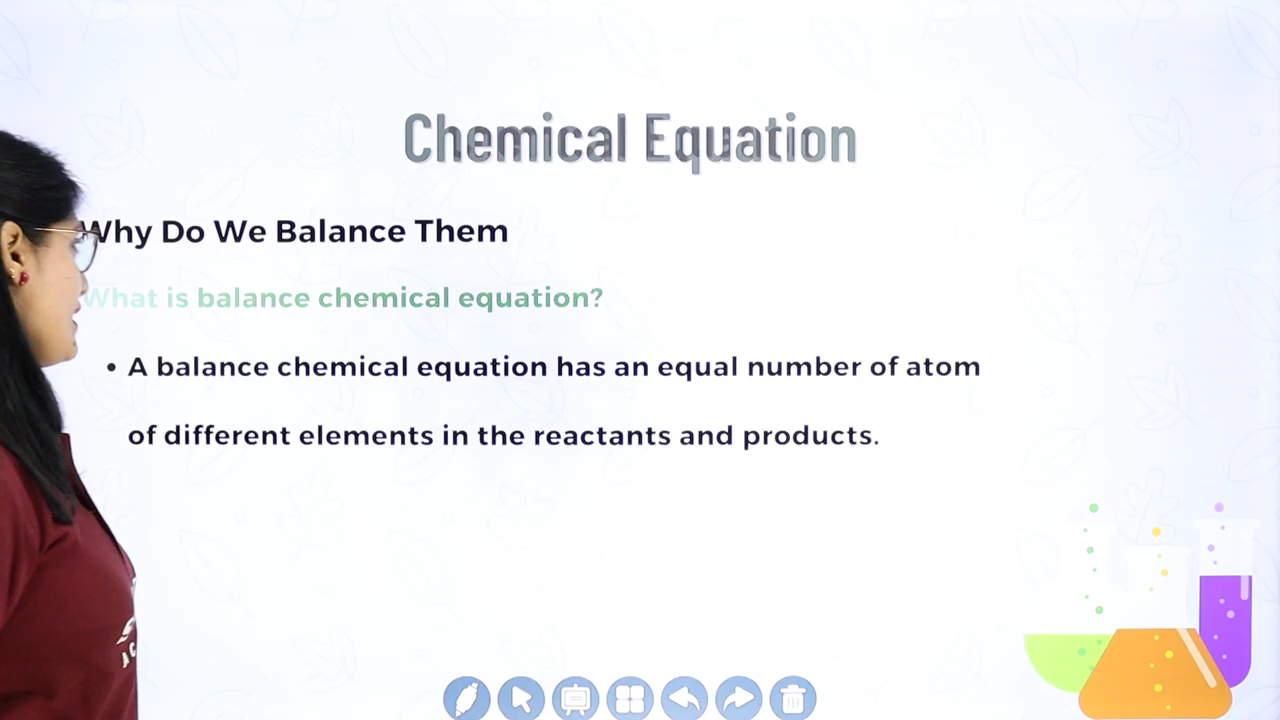 Chemical Equation
Why Do We Balance Them
What is balance chemical equation?
• A balance chemical equation has an equal number of atom
of different elements in the reactants and products.